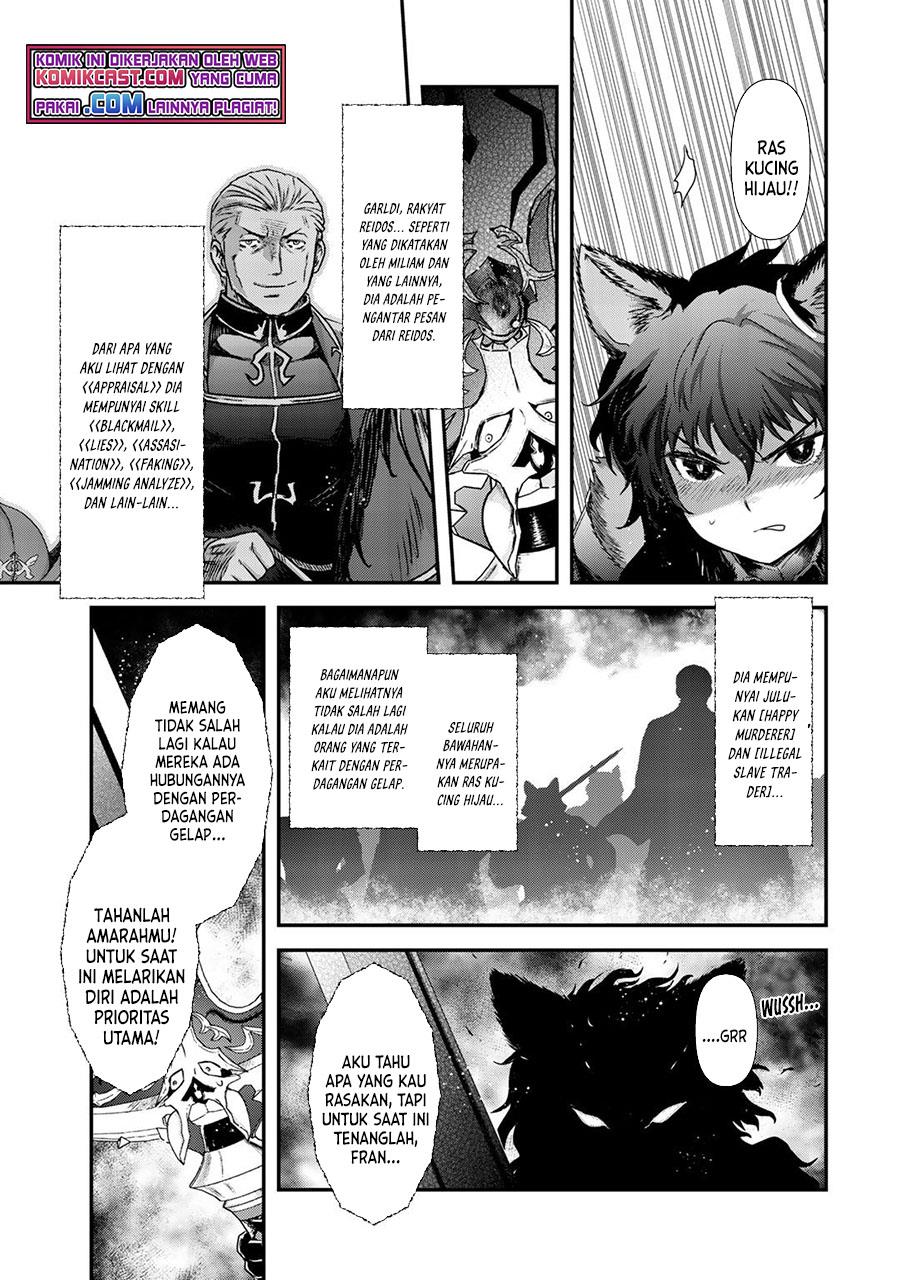 KOMIK INI DIKERJAKAN OLEH WEB
KOMIKCAST.COM YANG CUMA
PAKAI .COM LAINNYA PLAGIAT!
RAS
KUCING
HIJAU!!
GARLDI, RAKYAT
REIDOS... SEPERTI
YANG DIKATAKAN
OLEH MILIAM DAN
YANG LAINNYA,
DIA ADALAH PE-
NGANTAR PESAN
DARI REIDOS.
DARI APA YANG
AKU LIHAT DENGAN
<<APPRAISAL>> DIA
MEMPUNYAI SKILL
<<BLACKMAIL>>,
<<LIES>>, <<ASSASI-
NATION>>, <<FAKING>>,
<<JAMMING ANALYZE>>,
DAN LAIN-LAIN...
DIA MEMPU-
NYAI JULU-
KAN [HAPPY
MURDERER]
DAN [ILLEGAL
SLAVE TRA-
DER]...
SELURUH
BAWAHAN-
NYA MERUPA-
KAN RAS KU-
CING HIJAU...
BAGAIMANAPUN
AKU MELIHATNYA
TIDAK SALAH LAGI
KALAU DIA ADALAH
ORANG YANG TER-
KAIT DENGAN PER-
DAGANGAN GELAP.
MEMANG
TIDAK SALAH
LAGI KALAU
MEREKA ADA
HUBUNGANNYA
DENGAN PER-
DAGANGAN
GELAP...
TAHANLAH
AMARAHMU!
UNTUK SAAT
INI MELARIKAN
DIRI ADALAH
PRIORITAS
UTAMA!
WUSSH...
....GRR
AKU TAHU
APA YANG KAU
RASAKAN, TAPI
UNTUK SAAT INI
TENANGLAH,
FRAN...